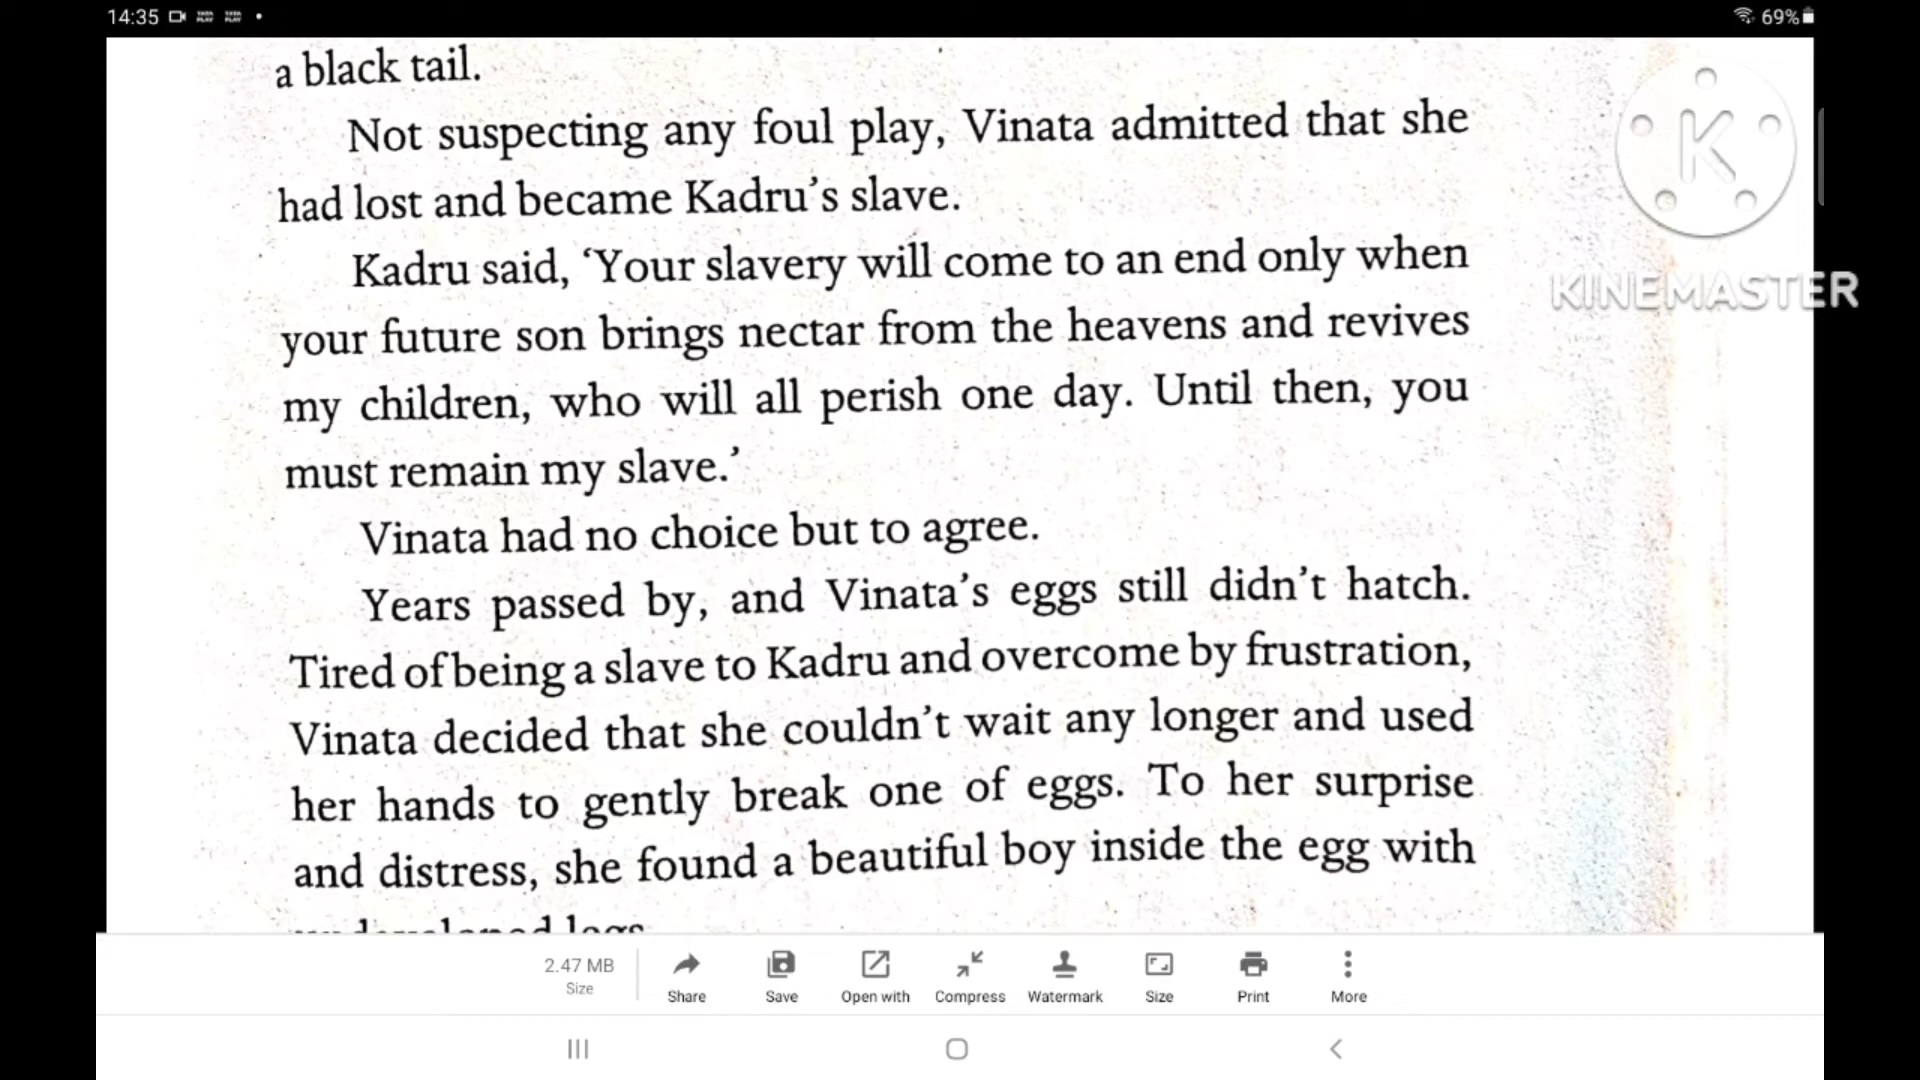 14:35
69%
a black tail.
Not suspecting any foul play, Vinata admitted that she
had lost and became Kadru’s slave.
Kadru said, ‘Your slavery will come to an end only when
your future son brings nectar from the heavens and revives
my children, who will all perish one day. Until then, you
must remain my slave.’
Vinata had no choice but to agree.
Years passed by, and Vinata’s eggs still didn’t hatch.
Tired of being a slave to Kadru and overcome by frustration,
Vinata decided that she couldn’t wait any longer and used
her hands to gently break one of eggs. To her surprise
and distress, she found a beautiful boy inside the egg with
K
KINEMASTER
2.47 MB
Size
Share
Save
Open with
Compress
Watermark
Size
Print
More